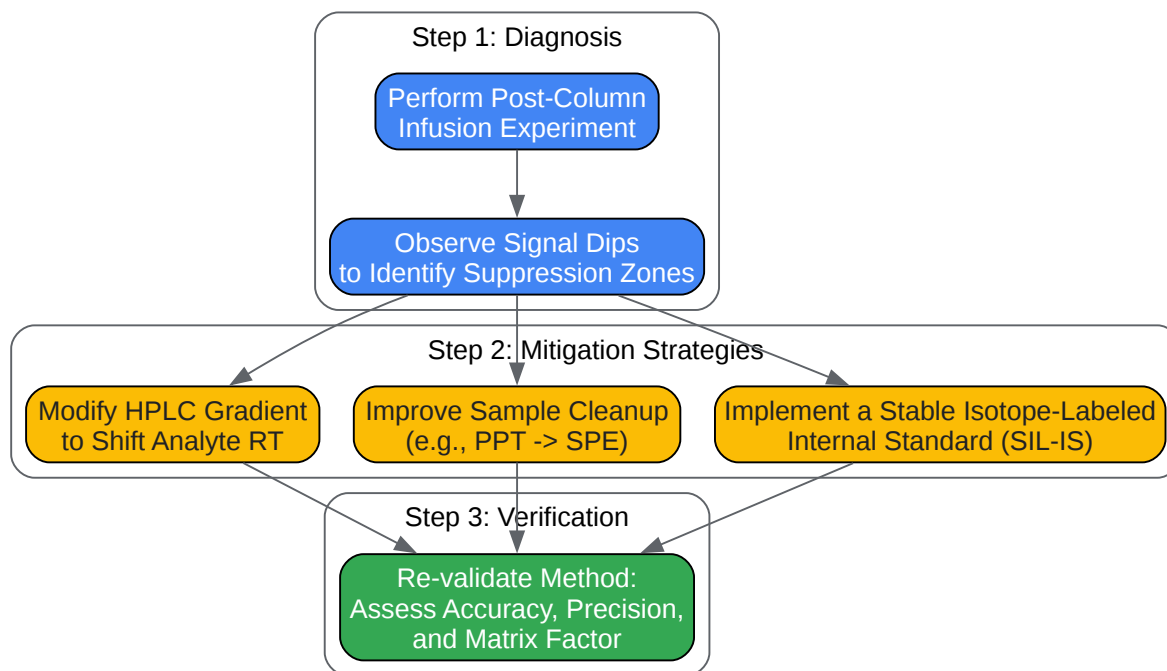 Step 1: Diagnosis
Perform Post-Column
Infusion Experiment
Observe Signal Dips
to Identify Suppression Zones
Step 2: Mitigation Strategies
Modify HPLC Gradient
to Shift Analyte RT
Improve Sample Cleanup
(e.g., PPT -> SPE)
Implement a Stable Isotope-Labeled
Internal Standard (SIL-IS)
Step 3: Verification
Re-validate Method:
Assess Accuracy, Precision,
and Matrix Factor